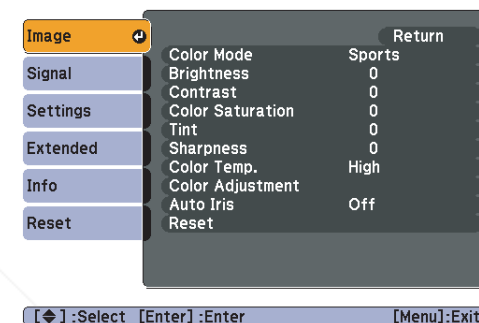 Image
Signal
Settings
Extended
Info
Reset
Return
Color Mode Sports
Brightness 0
Contrast 0
Color Saturation 0
Tint 0
Sharpness 0
Color Temp. High
Color Adjustment
Auto Iris Off
Reset
[ ] :Select [Enter] :Enter [Menu]:Exit